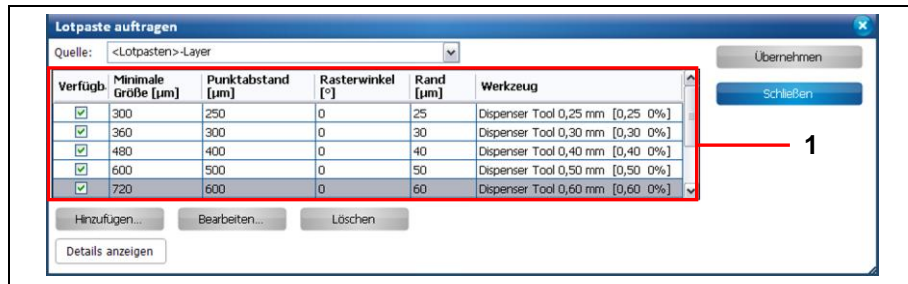 Lotpaste auftragen
Quelle: <Lotpasten>-Layer
Übernehmen
Schließen
Verfügb. Minimale Größe [µm] Punktabstand [µm] Rasterwinkel [°] Rand [µm] Werkzeug
300 250 0 25 Dispenser Tool 0,25 mm [0,25 0%]
360 300 0 30 Dispenser Tool 0,30 mm [0,30 0%]
480 400 0 40 Dispenser Tool 0,40 mm [0,40 0%]
600 500 0 50 Dispenser Tool 0,50 mm [0,50 0%]
720 600 0 60 Dispenser Tool 0,60 mm [0,60 0%]
1
Hinzufügen... Bearbeiten... Löschen
Details anzeigen